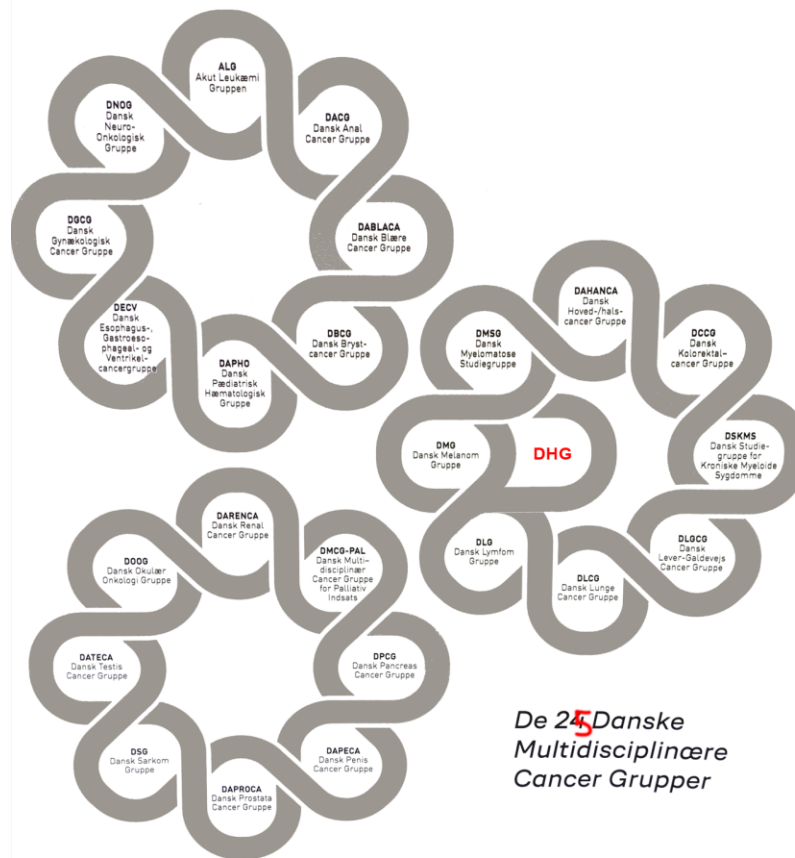 ALG
Akut Leukæmi
Gruppen
DACG
Dansk Anal
Cancer Gruppe
DABLACA
Dansk Blære
Cancer Gruppe
DBCG
Dansk Bryst-
cancer Gruppe
DAPHO
Dansk
Pædiatrisk
Hæmatologisk
Gruppe
DECV
Dansk
Esophagus-,
Gastroeso-
phageal- og
Ventrikel-
cancergruppe
DGCG
Dansk
Gynækologisk
Cancer Gruppe
DNOG
Dansk
Neuro-
Onkologisk
Gruppe
DAHANCA
Dansk
Hoved-/hals-
cancer Gruppe
DCCG
Dansk
Kolorektal-
cancer Gruppe
DSKMS
Dansk Studie-
gruppe for
Kroniske Myeloide
Sygdomme
DLGCG
Dansk
Lever-Galdevejs
Cancer Gruppe
DLCG
Dansk Lunge
Cancer Gruppe
DLG
Dansk Lymfom
Gruppe
DMG
Dansk Melanom
Gruppe
DMSG
Dansk
Myelomatose
Studiegruppe
DHG
DARENCA
Dansk Renal
Cancer Gruppe
DMCG-PAL
Dansk Multi-
disciplinær
Cancer Gruppe
for Palliativ
Indsats
DPCG
Dansk Pancreas
Cancer Gruppe
DAPECA
Dansk Penis
Cancer Gruppe
DAPROCA
Dansk Prostata
Cancer Gruppe
DSG
Dansk Sarkom
Gruppe
DATECA
Dansk Testis
Cancer Gruppe
DOOG
Dansk Okulær
Onkologi Gruppe
De 245 Danske
Multidisciplinære
Cancer Grupper